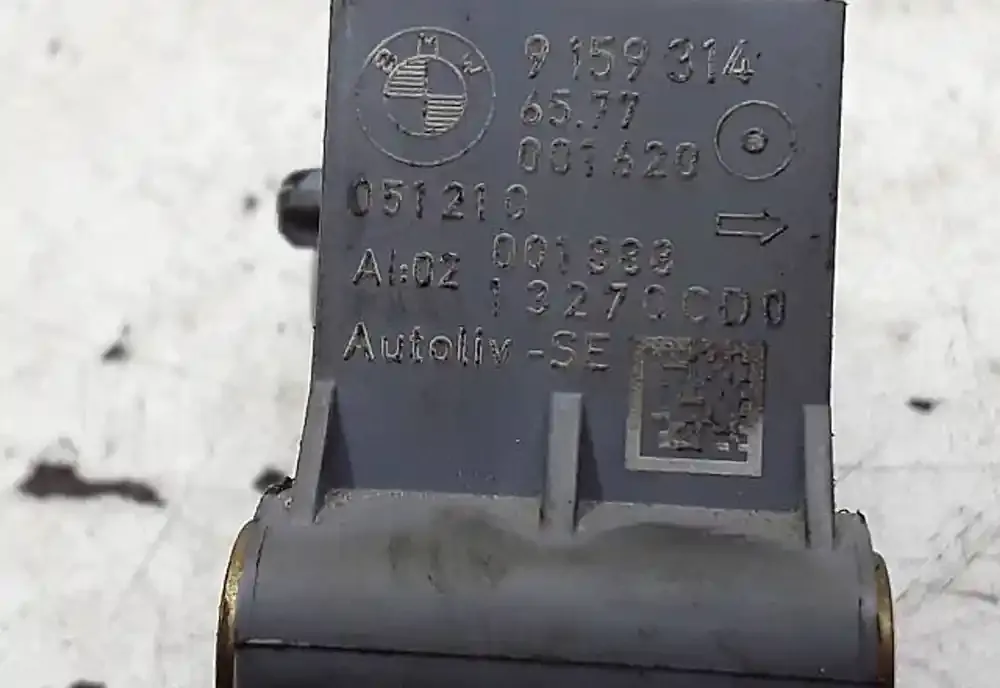 BMW
9 159 314
65.77
001620
051210
001333
AI:02
13270CD0
Autoliv-SE